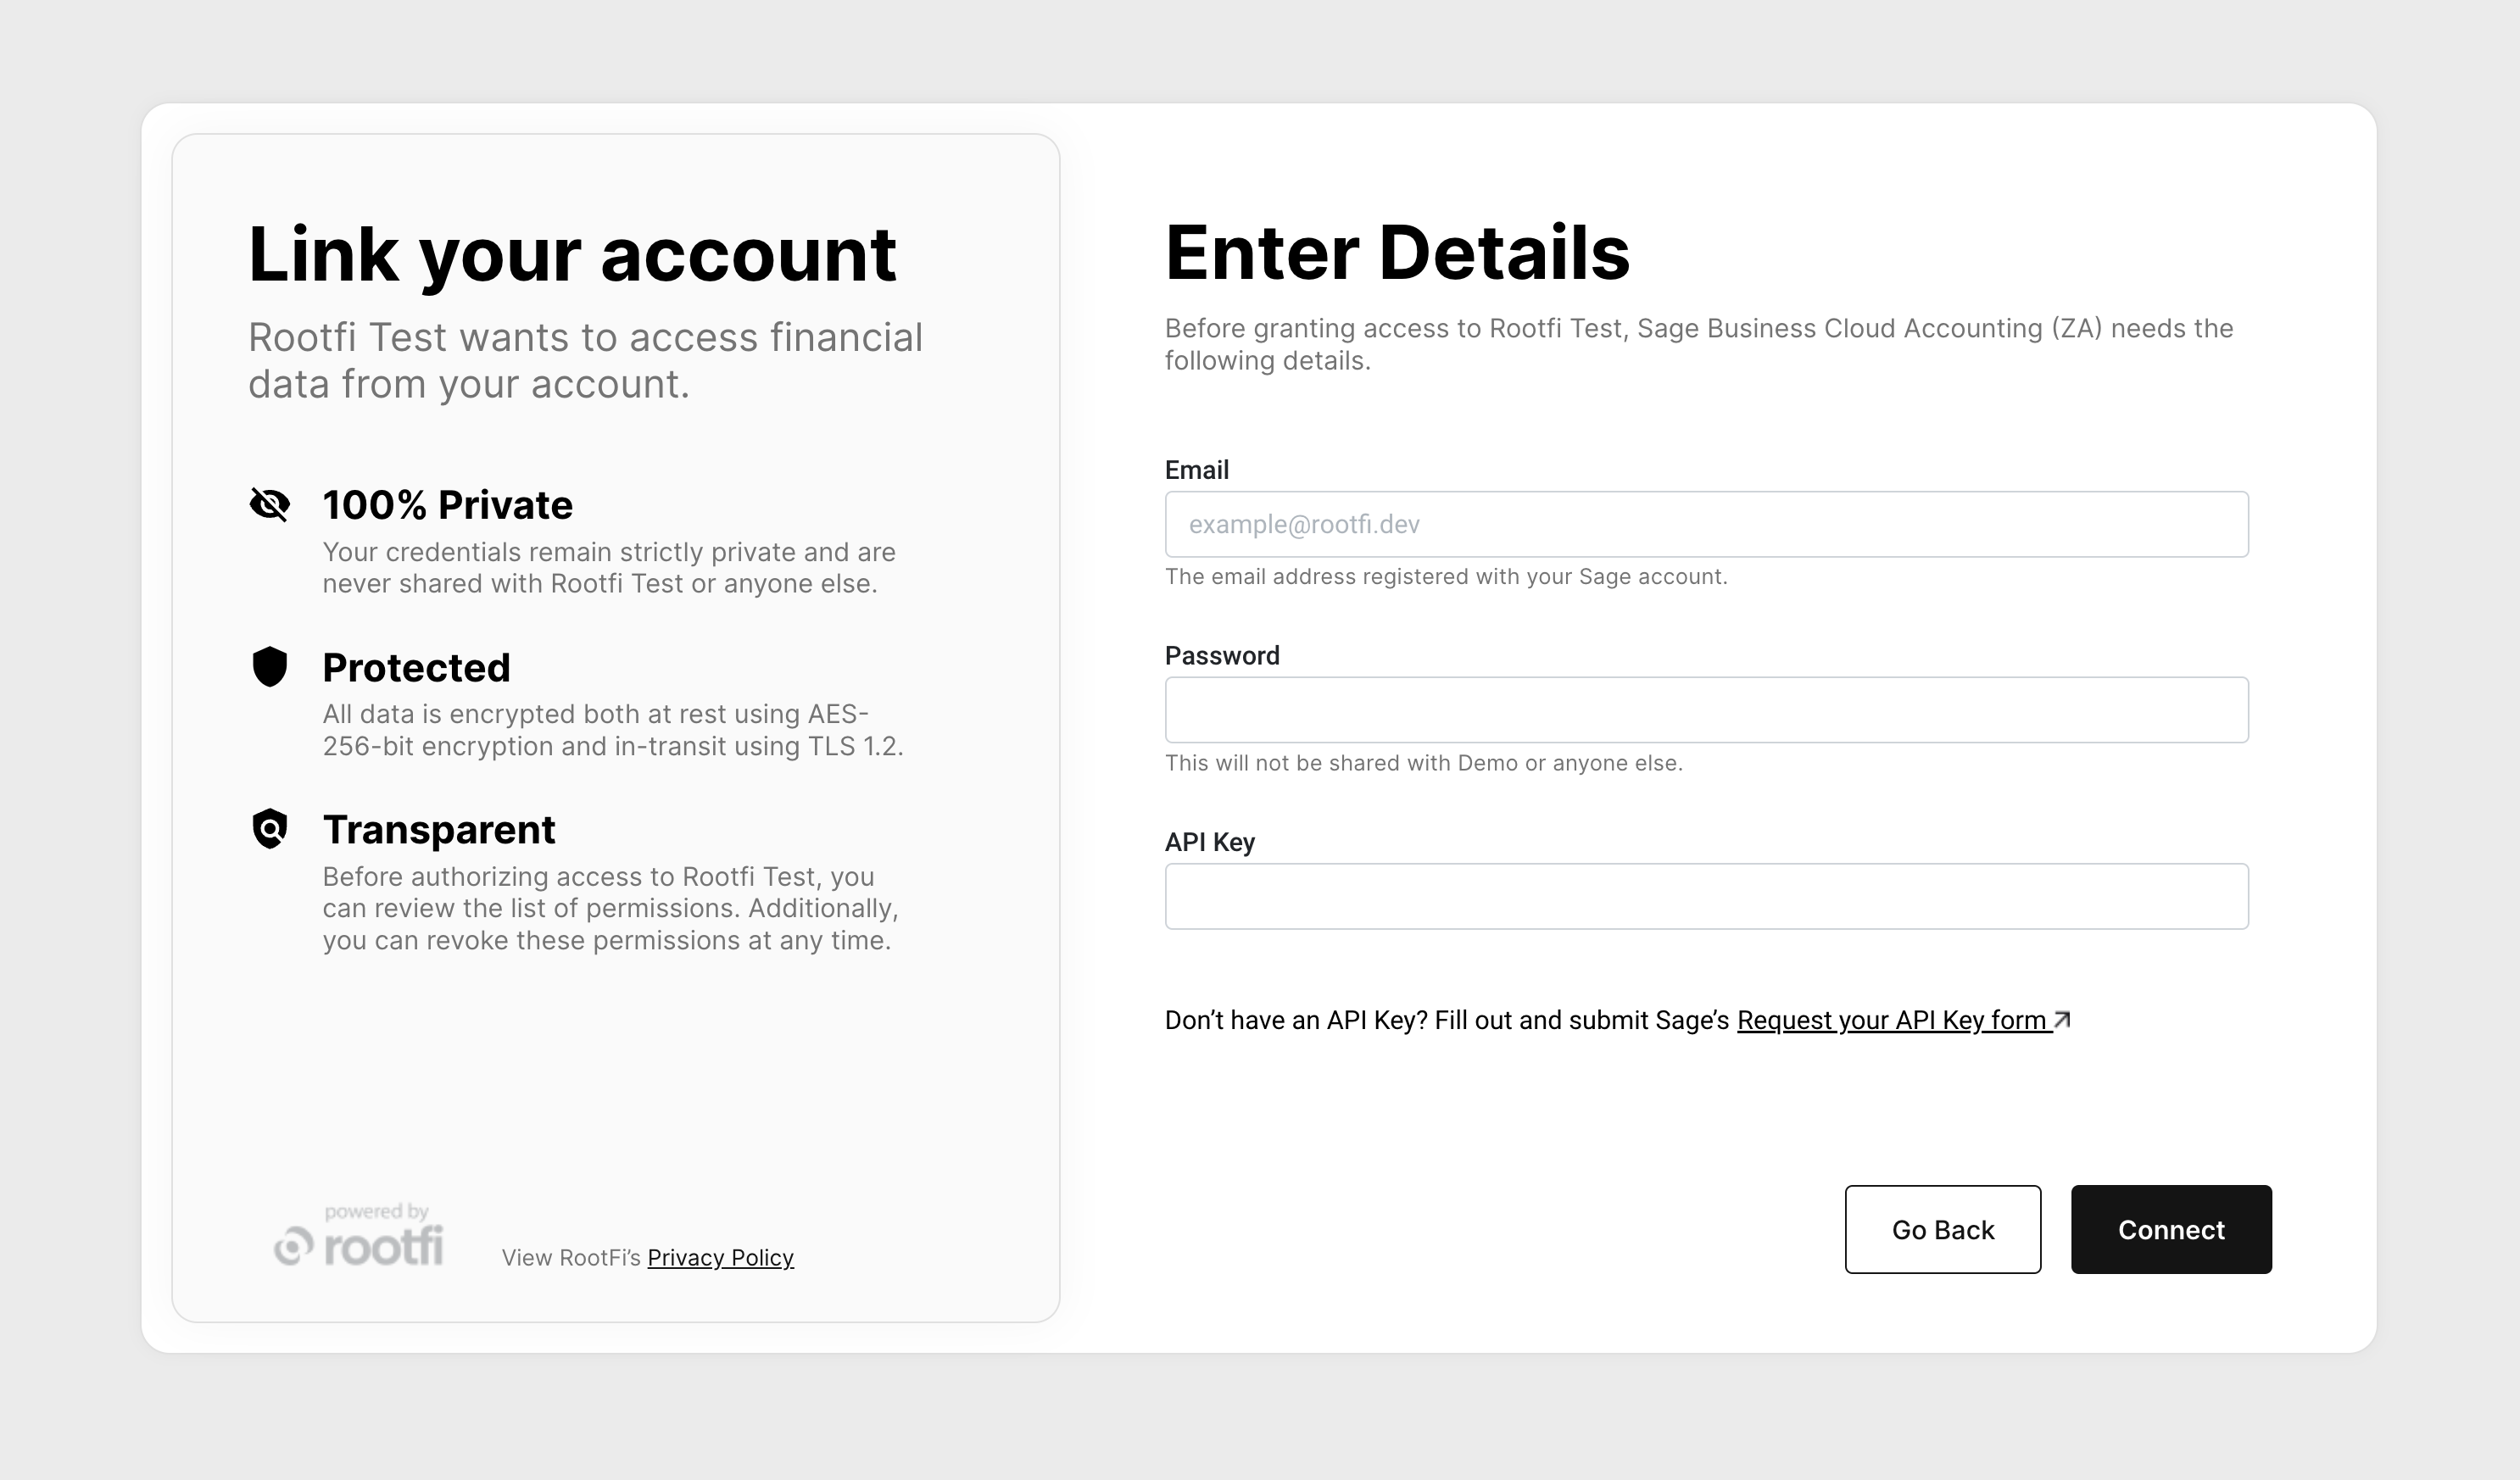 Link your account
Rootfi Test wants to access financial
data from your account.
100% Private
Your credentials remain strictly private and are
never shared with Rootfi Test or anyone else.
Protected
All data is encrypted both at rest using AES-
256-bit encryption and in-transit using TLS 1.2.
Transparent
Before authorizing access to Rootfi Test, you
can review the list of permissions. Additionally,
you can revoke these permissions at any time.
powered by
rootfi
View RootFi’s Privacy Policy
Enter Details
Before granting access to Rootfi Test, Sage Business Cloud Accounting (ZA) needs the
following details.
Email
example@rootfi.dev
The email address registered with your Sage account.
Password
This will not be shared with Demo or anyone else.
API Key
Don’t have an API Key? Fill out and submit Sage’s Request your API Key form
Go Back
Connect